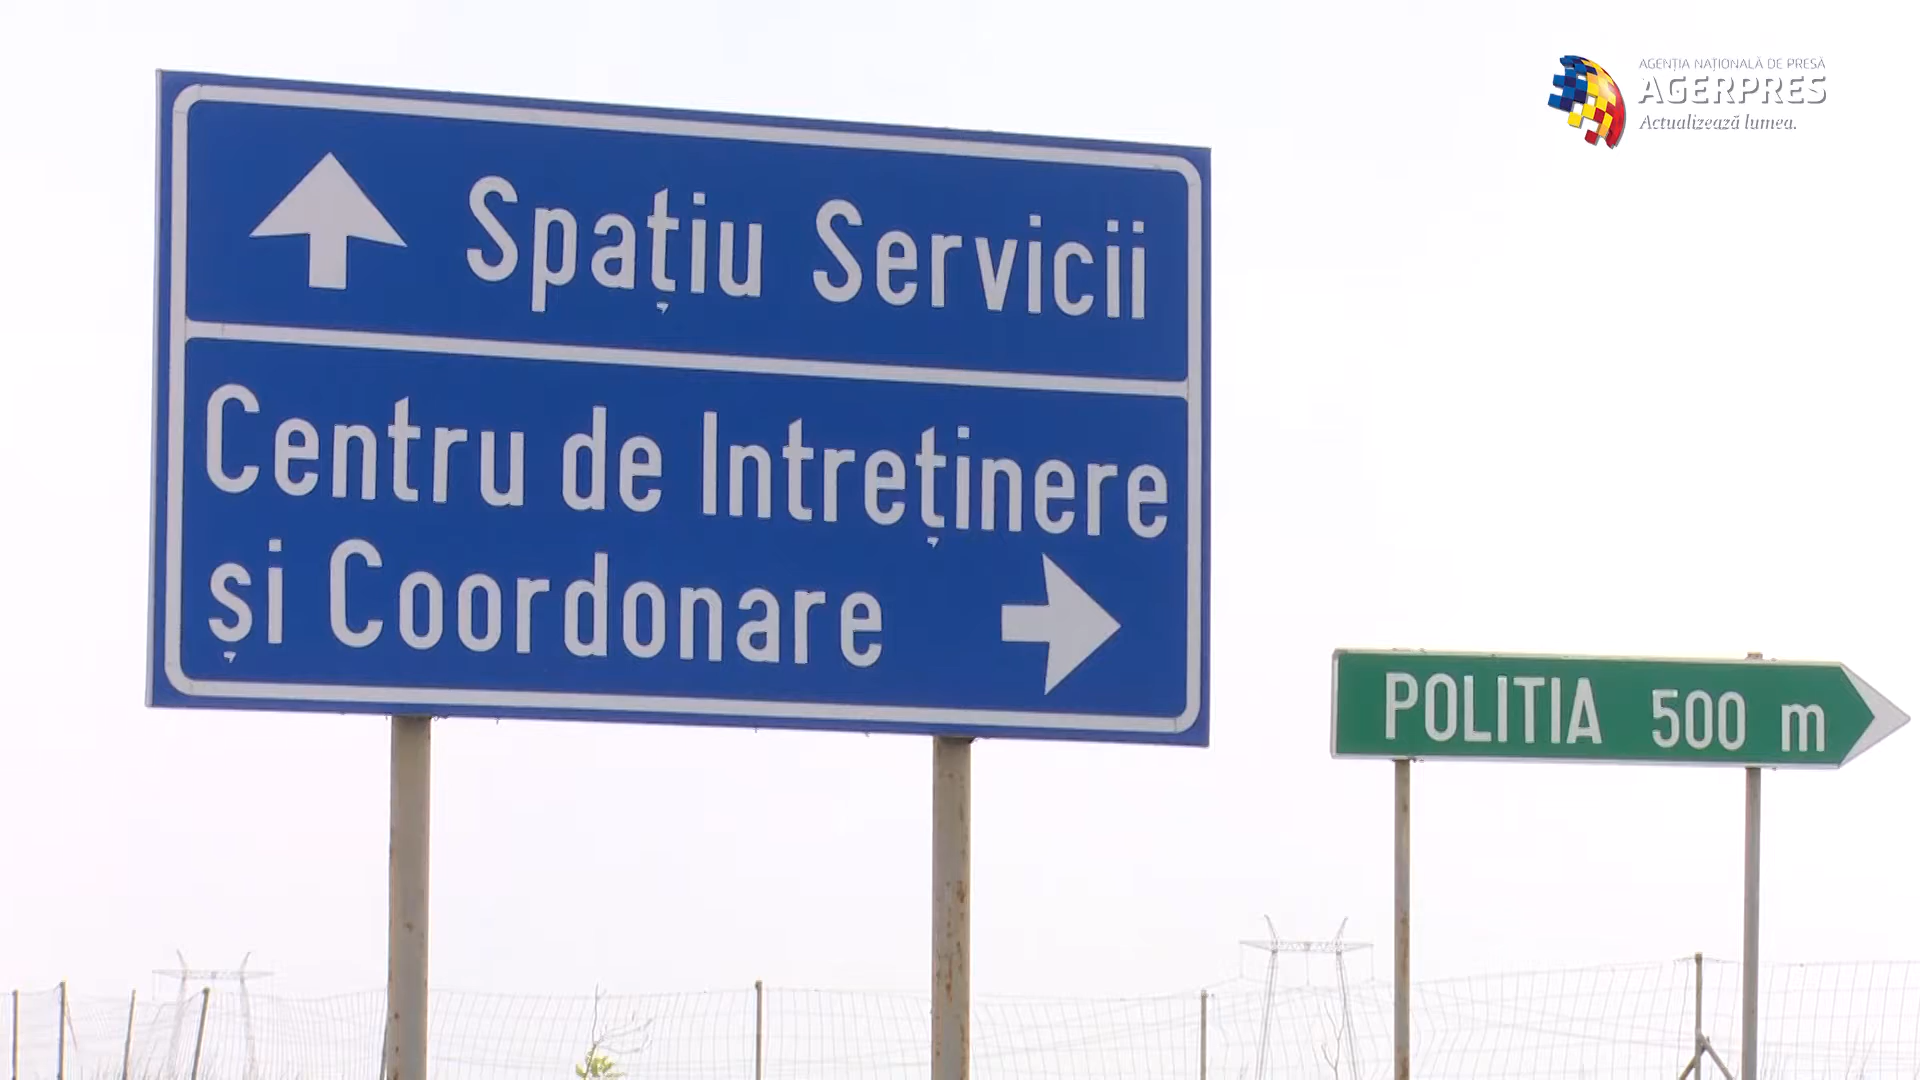 Spațiu Servicii
Centru de Intreținere
și Coordonare
POLITIA 500 m
AGENȚIA NAȚIONALĂ DE PRESĂ
AGERPRES
Actualizează lumea.